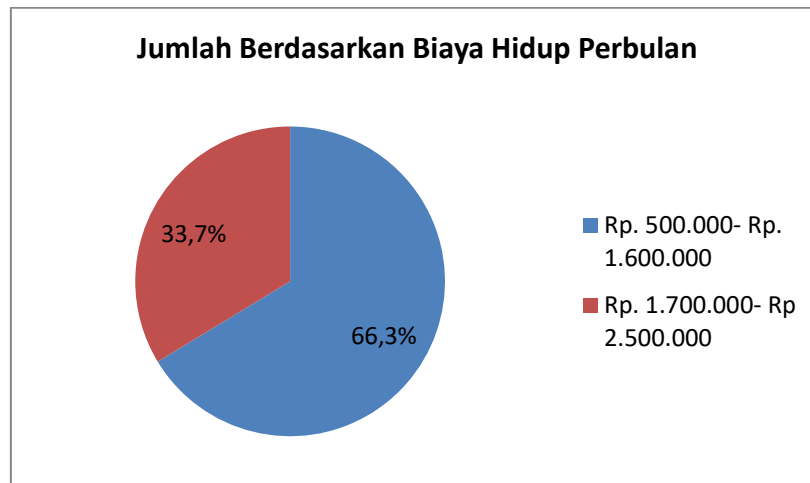 Jumlah Berdasarkan Biaya Hidup Perbulan
33,7%
66,3%
Rp. 500.000- Rp.
1.600.000
Rp. 1.700.000- Rp
2.500.000